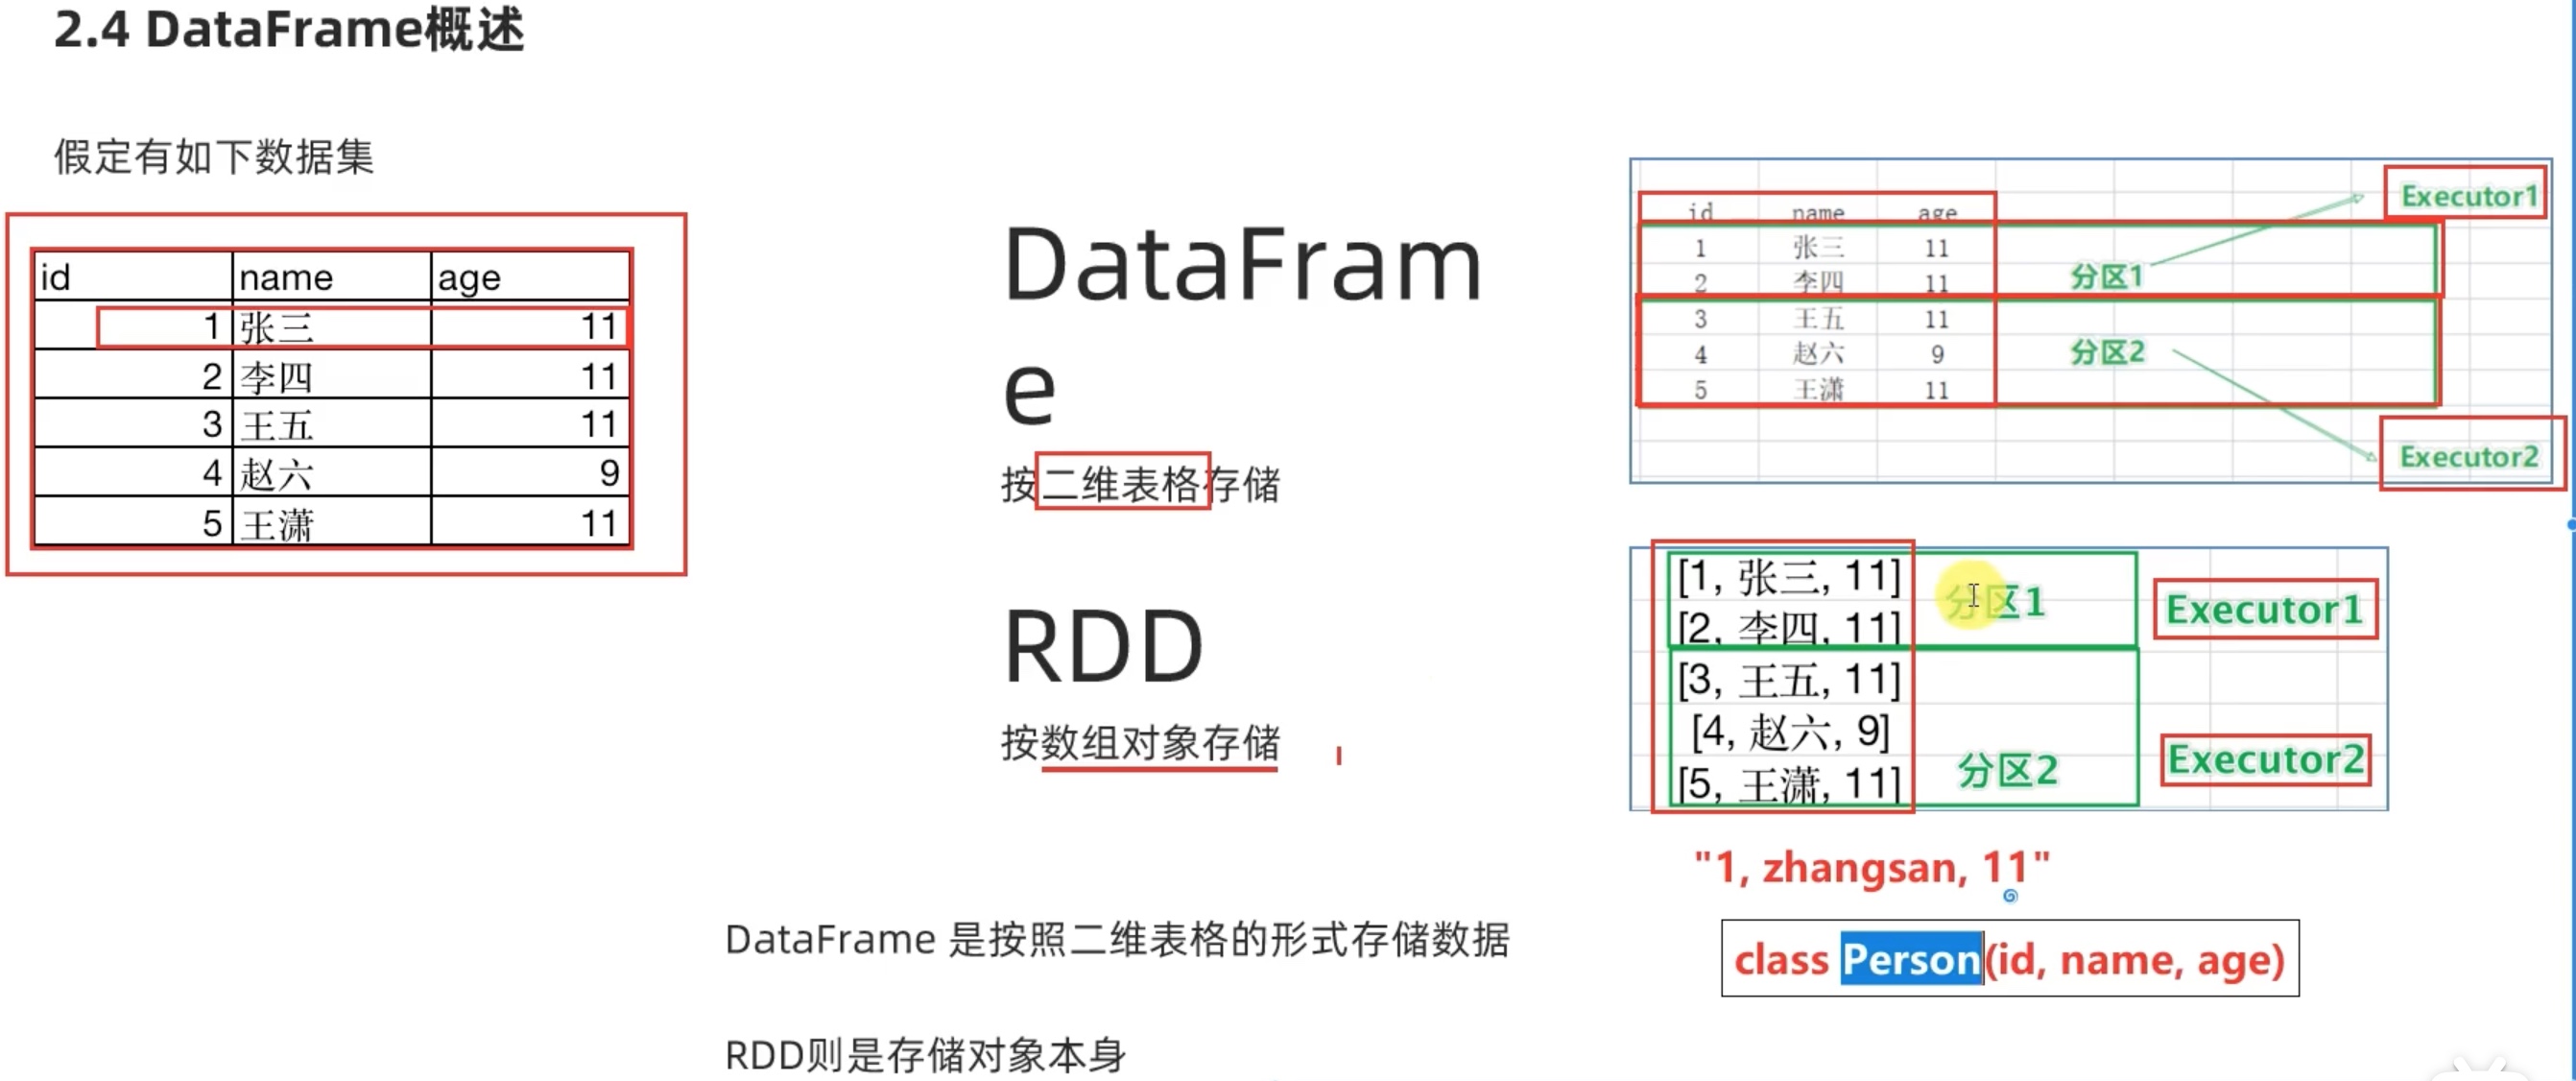 2.4 DataFrame概述
假定有如下数据集
id name age
1 张三 11
2 李四 11
3 王五 11
4 赵六 9
5 王潇 11
DataFram
e
按二维表格存储
RDD
按数组对象存储
id name age
1 张三 11
2 李四 11
3 王五 11
4 赵六 9
5 王潇 11
分区1
分区2
Executor1
Executor2
[1, 张三, 11]
[2, 李四, 11]
[3, 王五, 11]
[4, 赵六, 9]
[5, 王潇, 11]
分区1
分区2
Executor1
Executor2
"1, zhangsan, 11"
class Person(id, name, age)
DataFrame 是按照二维表格的形式存储数据
RDD则是存储对象本身